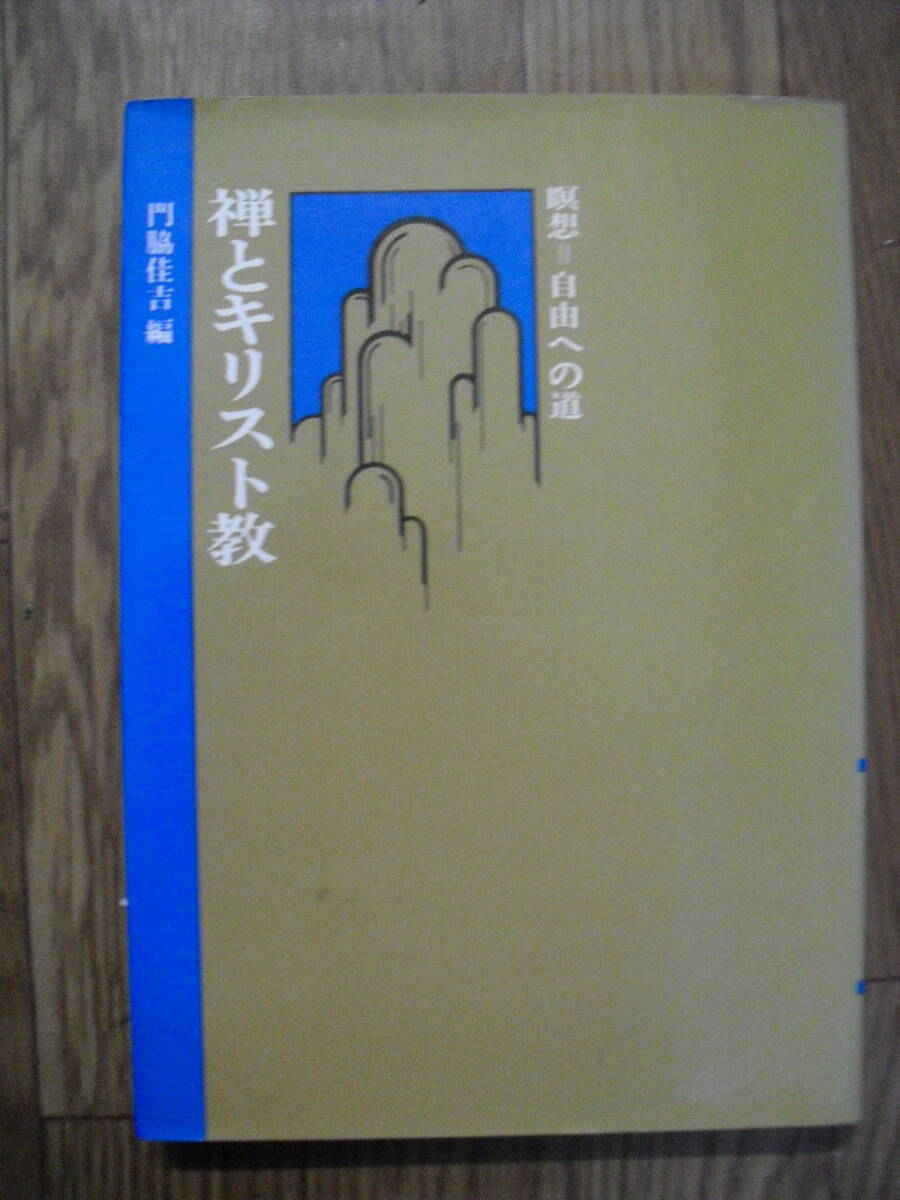 瞑想＝自由への道
禅とキリスト教
門脇佳吉 編